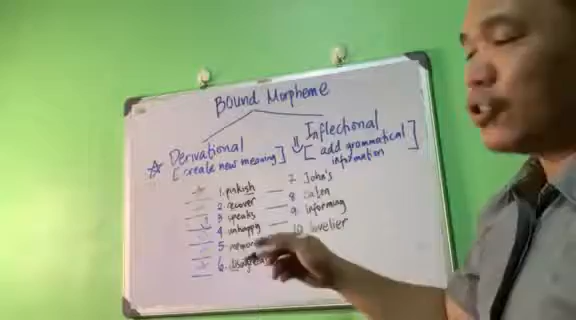 Bound Morpheme
Derivational
[create new meaning]
Inflectional
[add grammatical
information]
1. pinkish
2. recover
3 speaks
4 unhappy
5
6.
7 John's
8 eaten
9 informing
10 lovelier